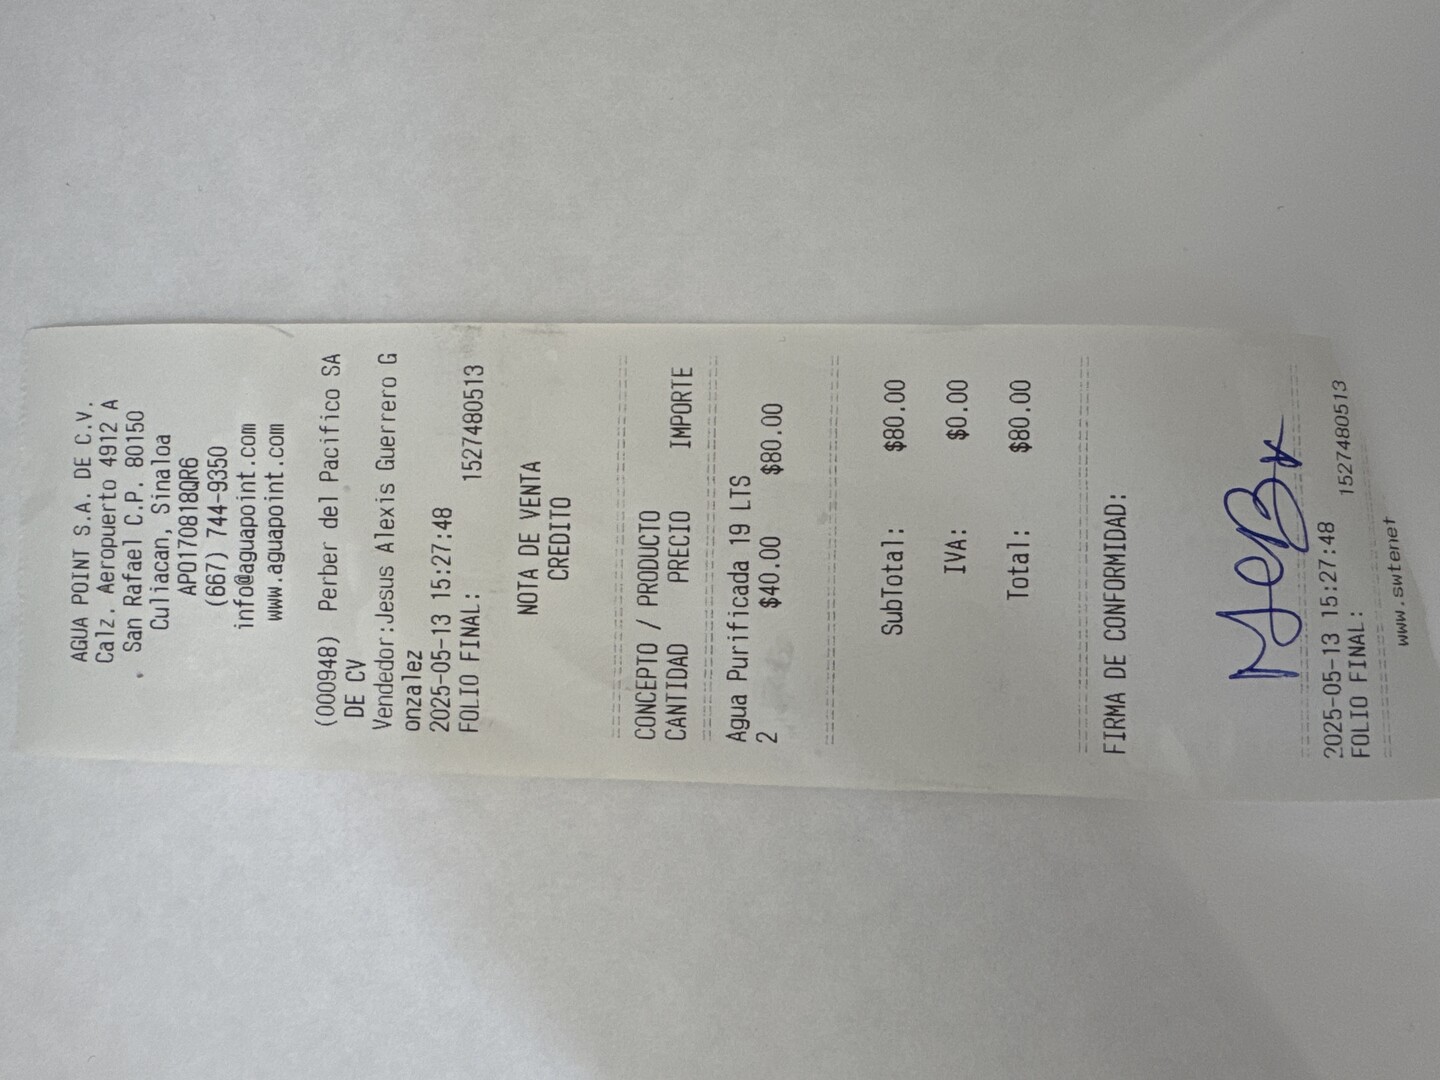 AGUA POINT S.A. DE C.V.
Calz. Aeropuerto 4912 A
San Rafael C.P. 80150
Culiacan, Sinaloa
APO170818QR6
(667) 744-9350
info@aguapoint.com
www.aguapoint.com
(000948) Perber del Pacifico SA
DE CV
Vendedor:Jesus Alexis Guerrero G
onzalez
2025-05-13 15:27:48
FOLIO FINAL: 1527480513
NOTA DE VENTA
CREDITO
CONCEPTO / PRODUCTO
CANTIDAD PRECIO IMPORTE
Agua Purificada 19 LTS
2 $40.00 $80.00
SubTotal: $80.00
IVA: $0.00
Total: $80.00
FIRMA DE CONFORMIDAD:
2025-05-13 15:27:48
FOLIO FINAL: 1527480513
www.swtenet